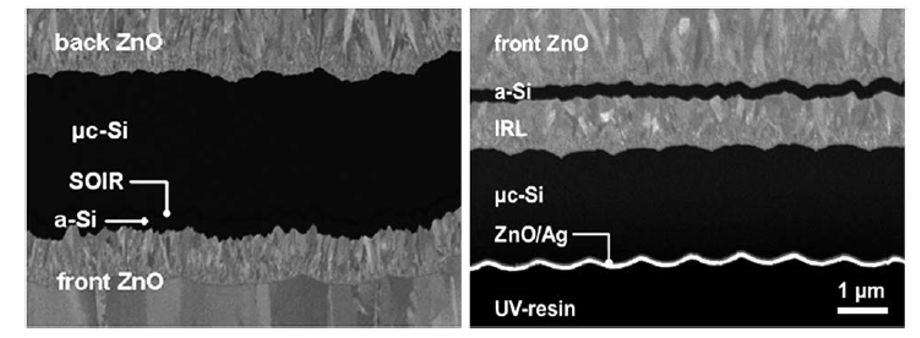 back ZnO
µc-Si
SOIR
a-Si
front ZnO
front ZnO
a-Si
IRL
µc-Si
ZnO/Ag
UV-resin
1 µm